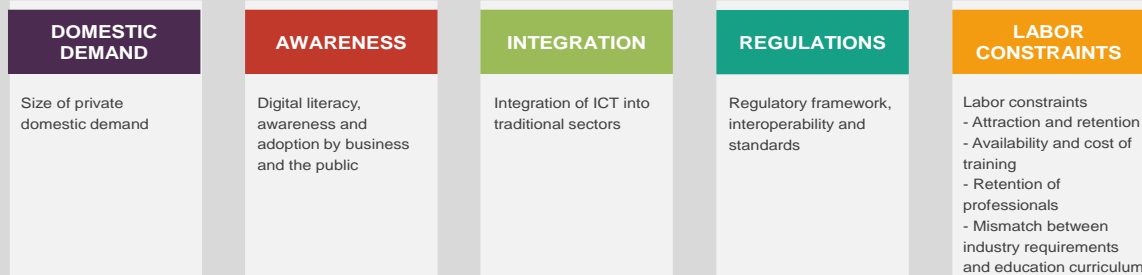 DOMESTIC
DEMAND
Size of private
domestic demand
AWARENESS
Digital literacy,
awareness and
adoption by business
and the public
INTEGRATION
Integration of ICT into
traditional sectors
REGULATIONS
Regulatory framework,
interoperability and
standards
LABOR
CONSTRAINTS
Labor constraints
- Attraction and retention
- Availability and cost of
training
- Retention of
professionals
- Mismatch between
industry requirements
and education curriculum